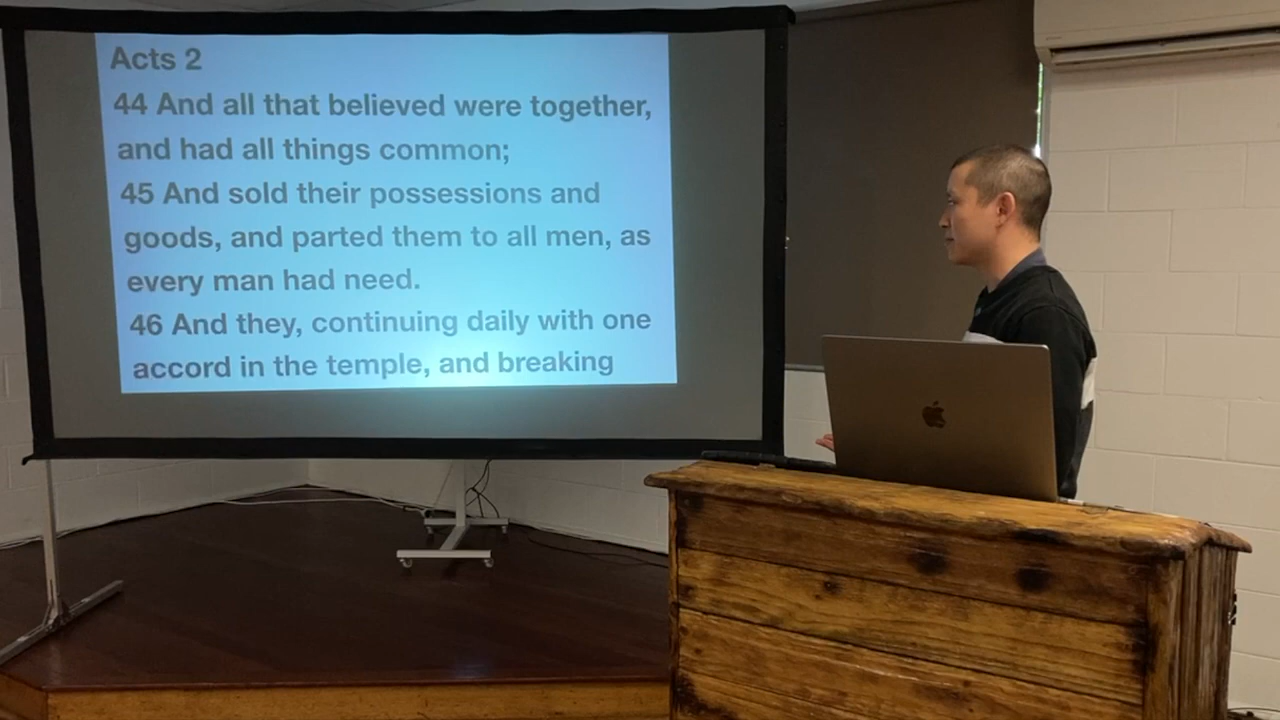 Acts 2
44 And all that believed were together,
and had all things common;
45 And sold their possessions and
goods, and parted them to all men, as
every man had need.
46 And they, continuing daily with one
accord in the temple, and breaking